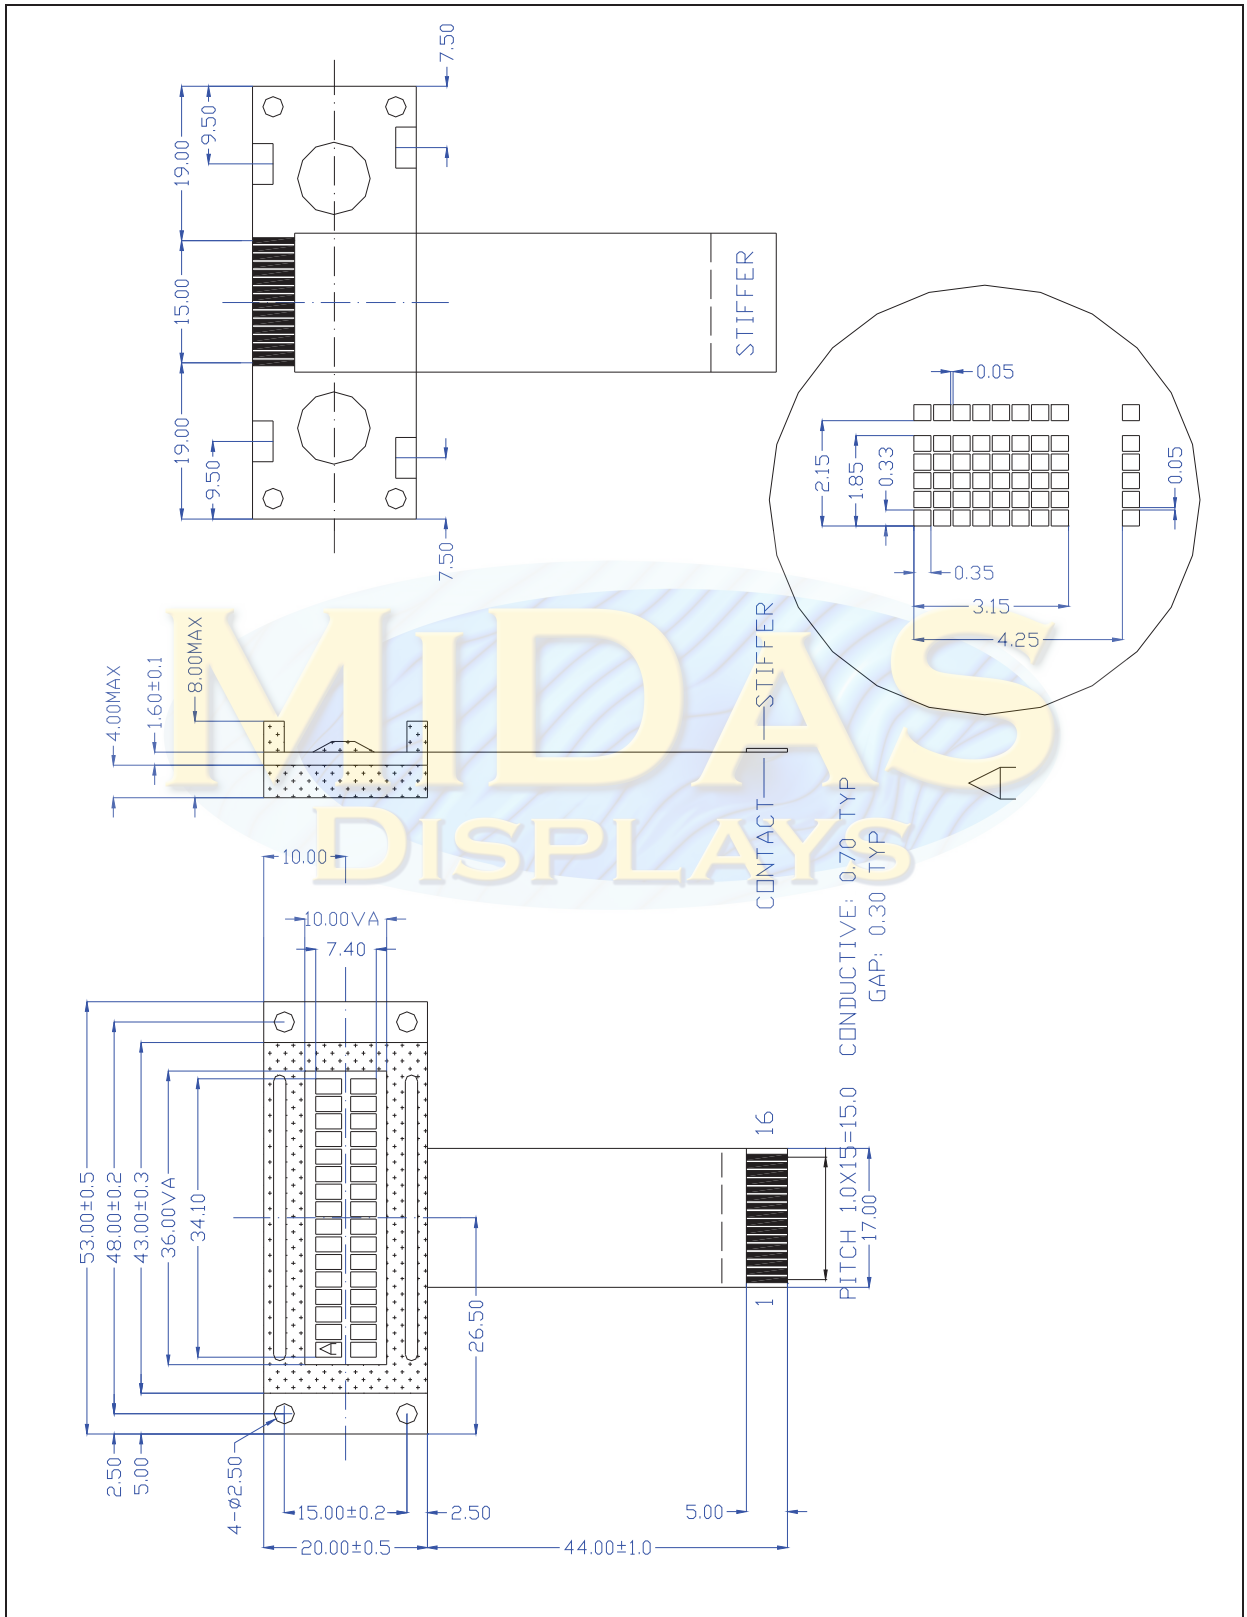 7.50
9.50
19.00
15.00
19.00
9.50
7.50
STIFFER
0.05
2.15
1.85
0.33
0.05
0.35
3.15
4.25
MIDAS
DISPLAYS
4.00MAX
1.60±0.1
8.00MAX
STIFFER
CONTACT
A
10.00
10.00VA
7.40
53.00±0.5
48.00±0.2
43.00±0.3
36.00VA
34.10
A
26.50
1
16
PITCH 1.0X15=15.0 CONDUCTIVE: 0.70 TYP
GAP: 0.30 TYP
17.00
2.50
5.00
4-ø2.50
15.00±0.2
2.50
5.00
20.00±0.5
44.00±1.0